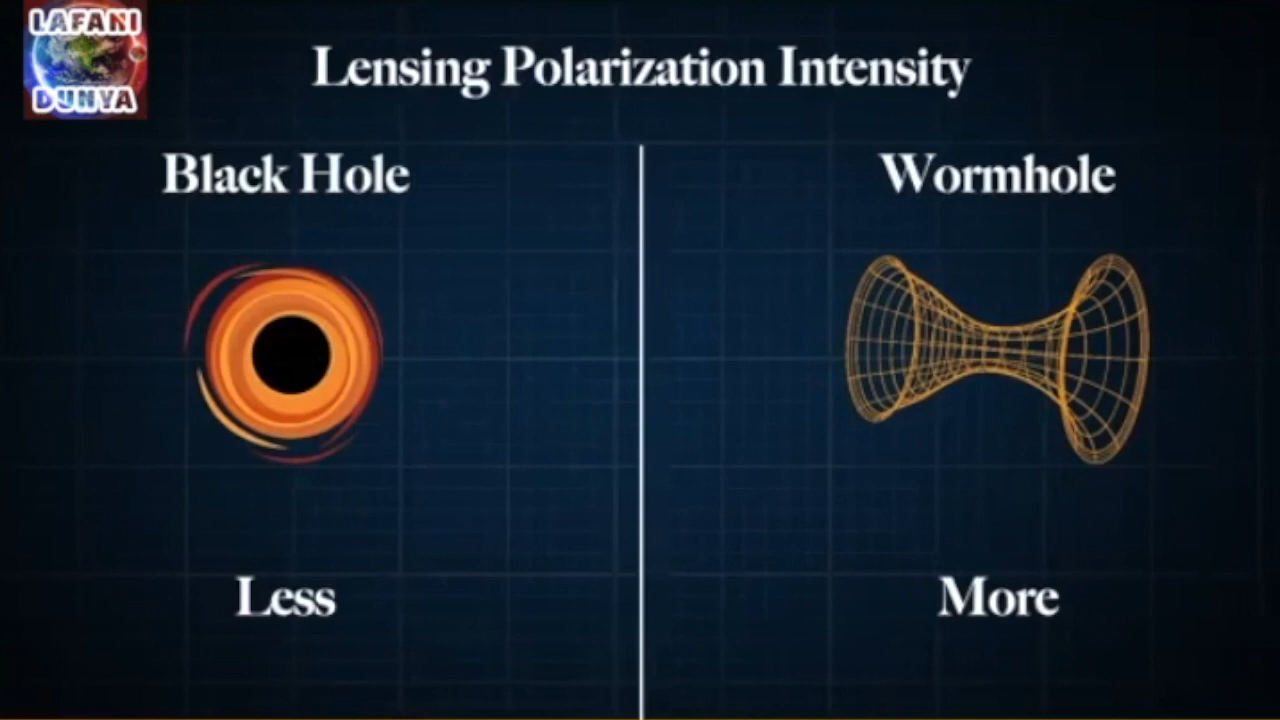 LAFANI
DUNYA
Lensing Polarization Intensity
Black Hole
Wormhole
Less
More